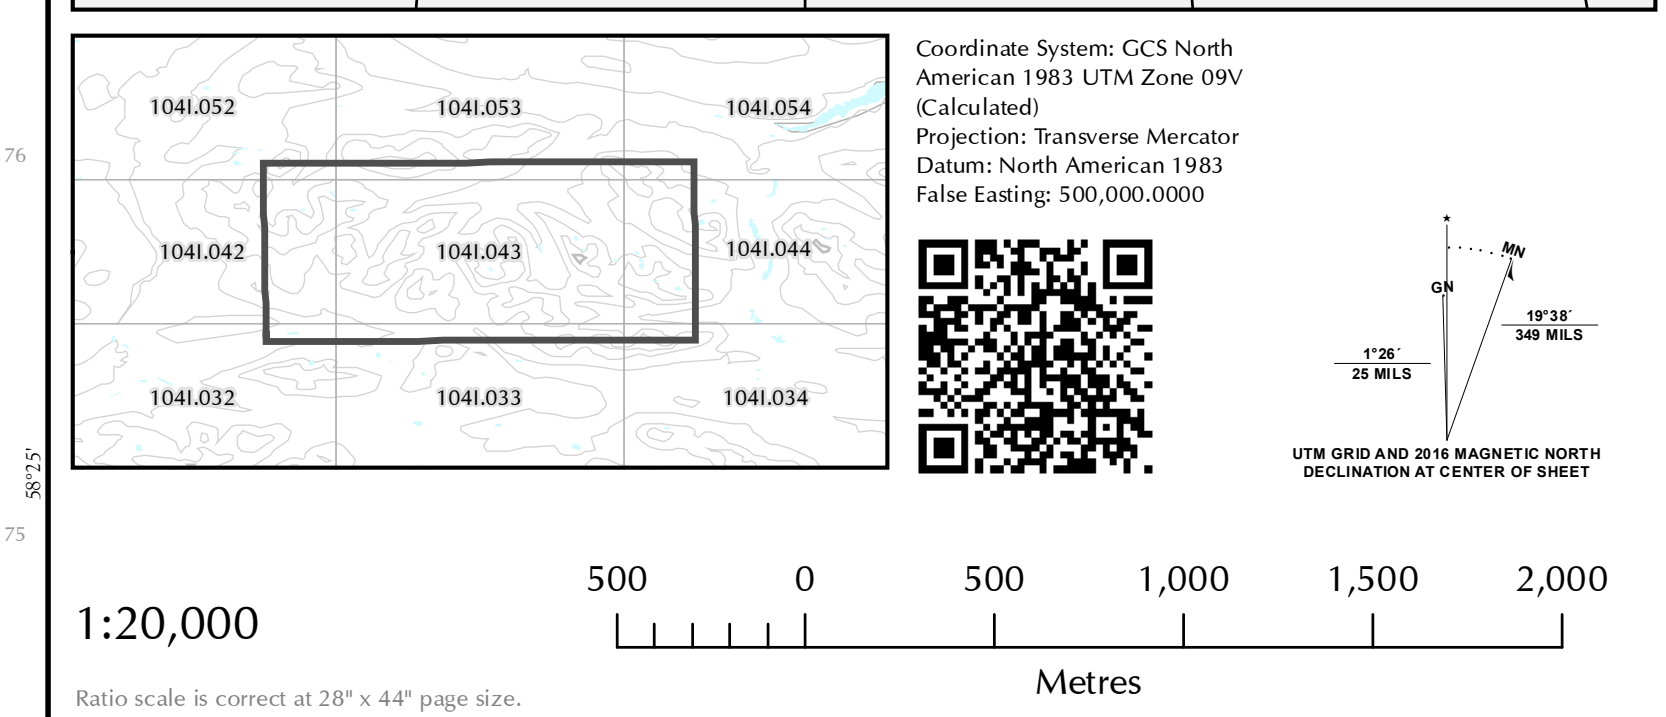 76
58°25'
75
104I.052
104I.053
104I.054
104I.042
104I.043
104I.044
104I.032
104I.033
104I.034
Coordinate System: GCS North
American 1983 UTM Zone 09V
(Calculated)
Projection: Transverse Mercator
Datum: North American 1983
False Easting: 500,000.0000
MN
GN
19°38´
349 MILS
1°26´
25 MILS
UTM GRID AND 2016 MAGNETIC NORTH
DECLINATION AT CENTER OF SHEET
1:20,000
500 0 500 1,000 1,500 2,000
Metres
Ratio scale is correct at 28" x 44" page size.